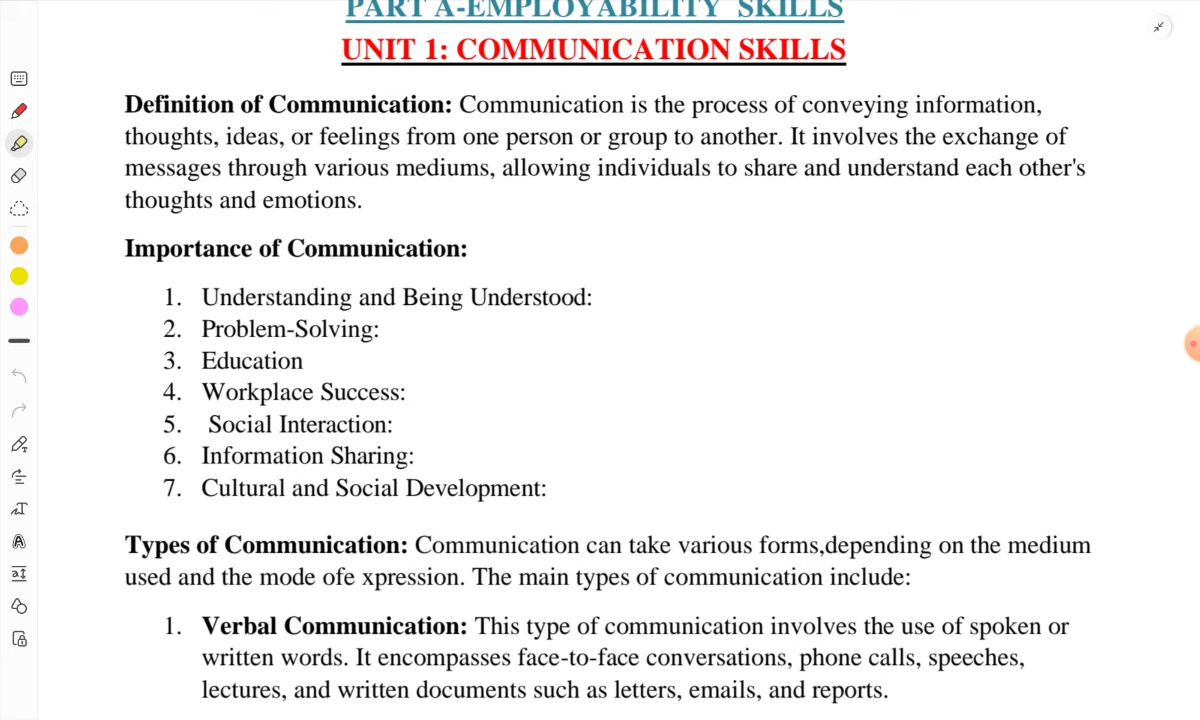 PART A-EMPLOYABILITY SKILLS
UNIT 1: COMMUNICATION SKILLS
Definition of Communication: Communication is the process of conveying information,
thoughts, ideas, or feelings from one person or group to another. It involves the exchange of
messages through various mediums, allowing individuals to share and understand each other's
thoughts and emotions.
Importance of Communication:
1. Understanding and Being Understood:
2. Problem-Solving:
3. Education
4. Workplace Success:
5. Social Interaction:
6. Information Sharing:
7. Cultural and Social Development:
Types of Communication: Communication can take various forms,depending on the medium
used and the mode ofe xpression. The main types of communication include:
1. Verbal Communication: This type of communication involves the use of spoken or
written words. It encompasses face-to-face conversations, phone calls, speeches,
lectures, and written documents such as letters, emails, and reports.